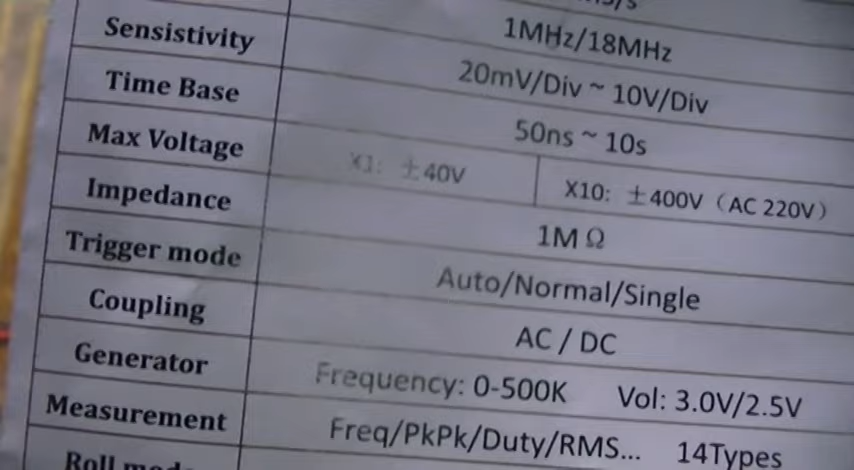 1MHz/18MHz
Sensistivity 20mV/Div ~ 10V/Div
Time Base 50ns ~ 10s
Max Voltage X1: ±40V X10: ±400V (AC 220V)
Impedance 1MΩ
Trigger mode Auto/Normal/Single
Coupling AC / DC
Generator Frequency: 0-500K Vol: 3.0V/2.5V
Measurement Freq/PkPk/Duty/RMS... 14Types
Roll